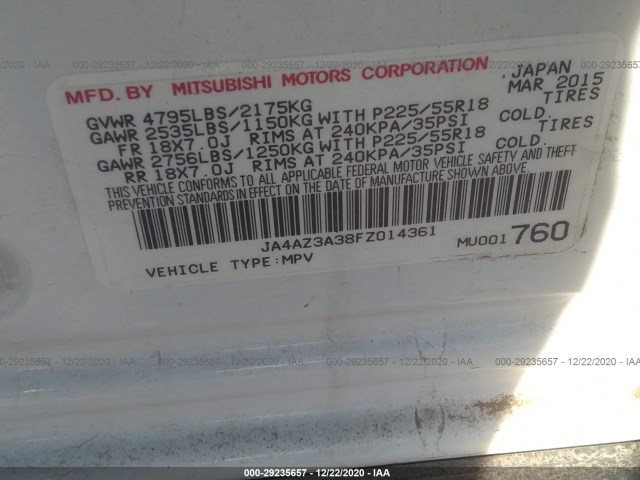 MFD. BY MITSUBISHI MOTORS CORPORATION JAPAN
GVWR 4795LBS/2175KG MAR 2015
GAWR 2535LBS/1150KG WITH P225/55R18 TIRES
FR 18X7.0J RIMS AT 240KPA/35PSI COLD.
GAWR 2756LBS/1250KG WITH P225/55R18 TIRES
RR 18X7.0J RIMS AT 240KPA/35PSI COLD.
THIS VEHICLE CONFORMS TO ALL APPLICABLE FEDERAL MOTOR VEHICLE SAFETY AND THEFT
PREVENTION STANDARDS IN EFFECT ON THE DATE OF MANUFACTURE SHOWN ABOVE.
JA4AZ3A38FZ014361 MU001760
VEHICLE TYPE:MPV
000-29235657 - 12/22/2020 - IAA